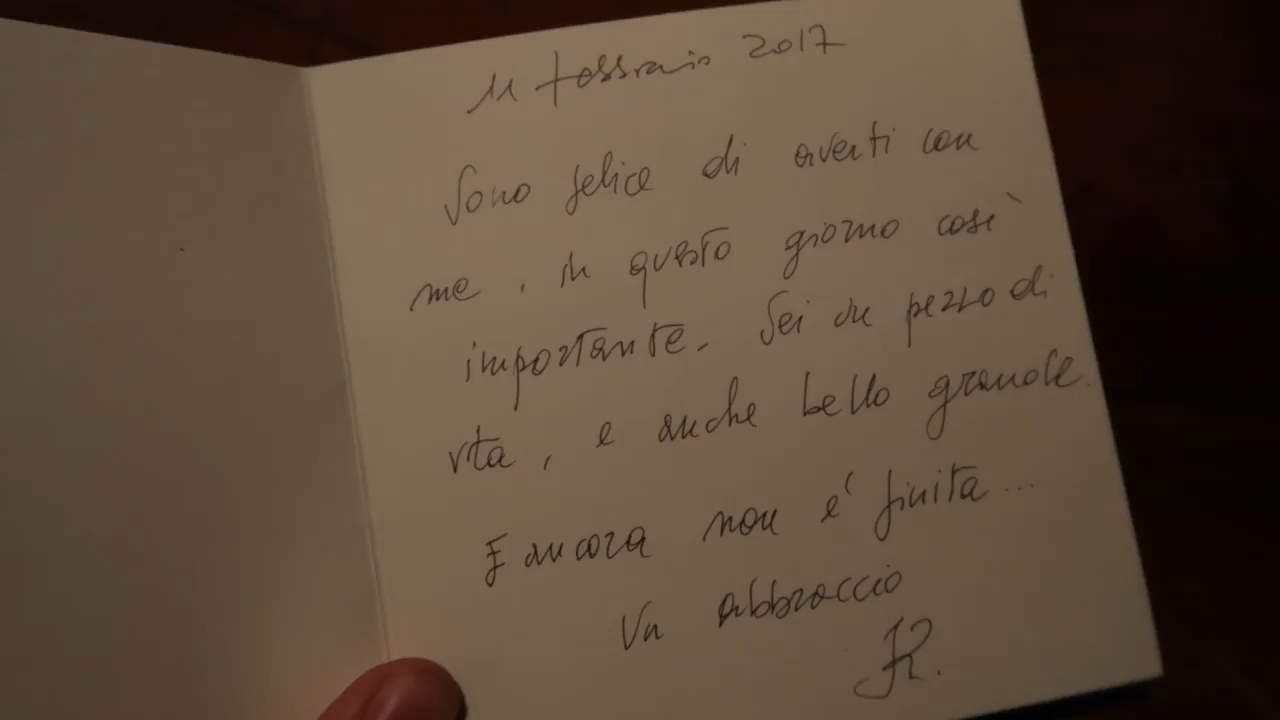 11 febbraio 2017
Sono felice di averti con
me, in questo giorno così
importante. Sei un pezzo di
vita, e anche bello grande.
E ancora non é finita...
Un abbraccio
R.